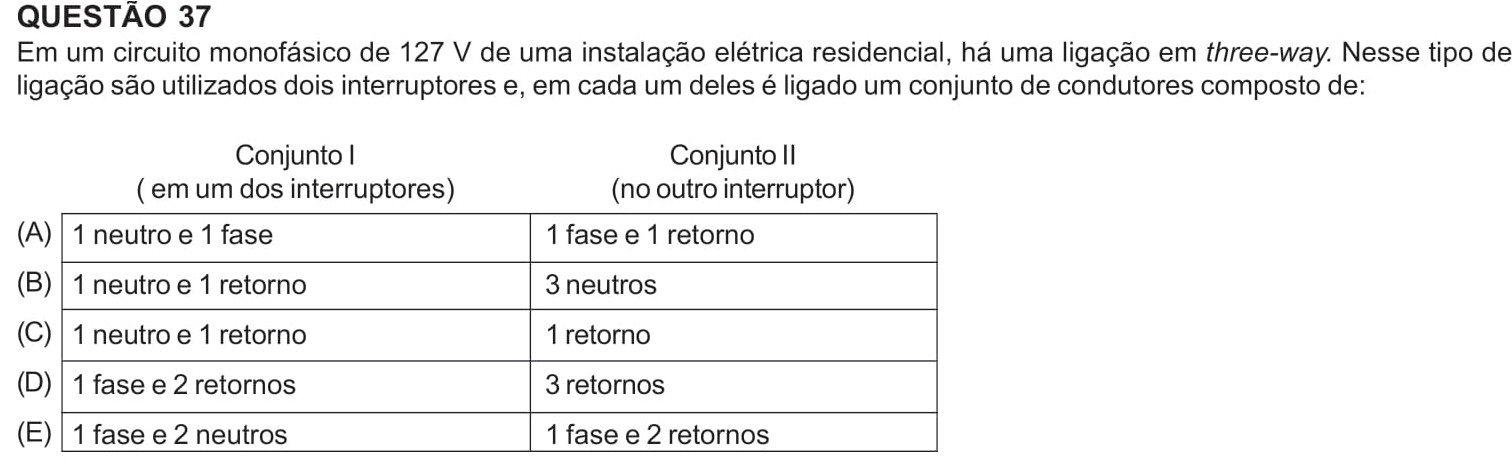 QUESTÃO 37
Em um circuito monofásico de 127 V de uma instalação elétrica residencial, há uma ligação em three-way. Nesse tipo de
ligação são utilizados dois interruptores e, em cada um deles é ligado um conjunto de condutores composto de:
Conjunto I Conjunto II
( em um dos interruptores) (no outro interruptor)
(A) 1 neutro e 1 fase 1 fase e 1 retorno
(B) 1 neutro e 1 retorno 3 neutros
(C) 1 neutro e 1 retorno 1 retorno
(D) 1 fase e 2 retornos 3 retornos
(E) 1 fase e 2 neutros 1 fase e 2 retornos